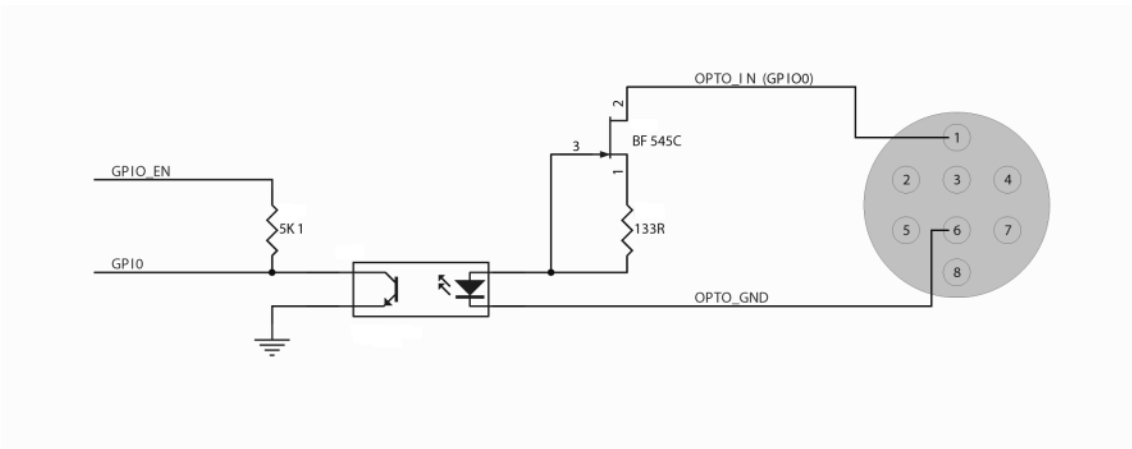 OPTO_IN (GPIO0)
2
BF 545C
3
1
1
GPIO_EN
2
3
4
5K1
133R
5
6
7
GPI0
8
OPTO_GND